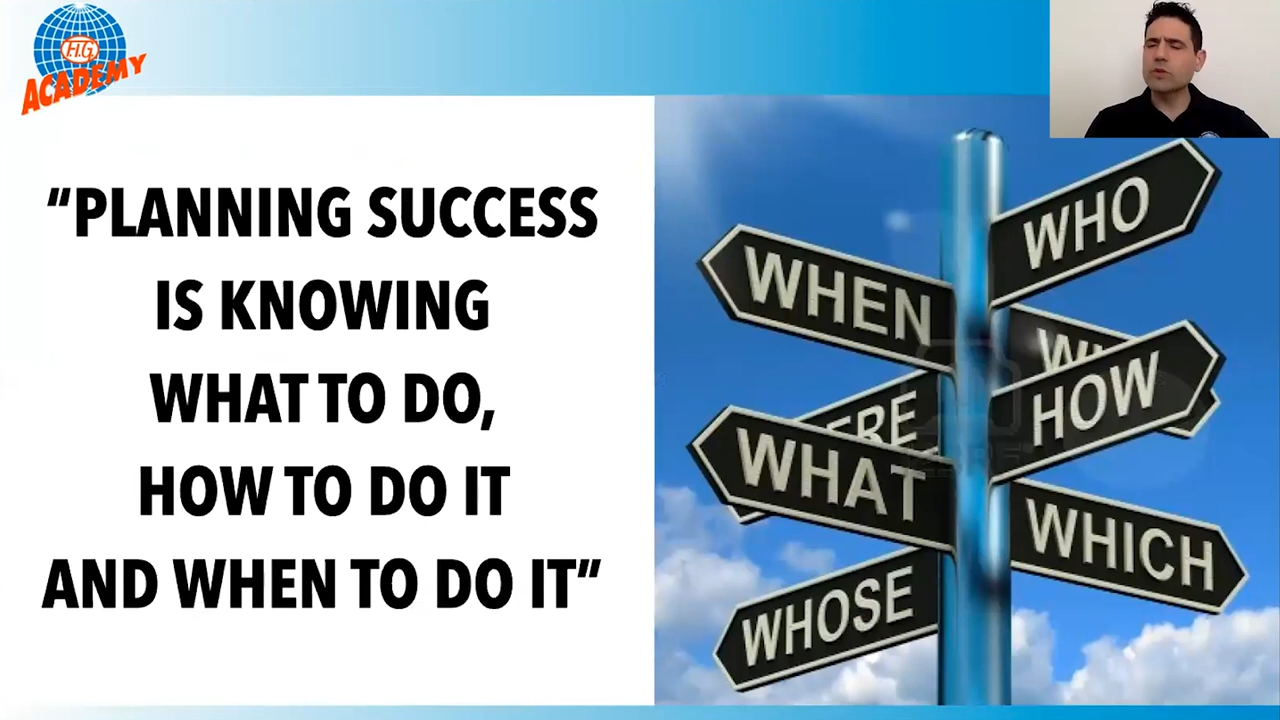 F.I.G.
ACADEMY
“PLANNING SUCCESS
IS KNOWING
WHAT TO DO,
HOW TO DO IT
AND WHEN TO DO IT”
WHO
WHEN
HOW
WHAT
WHICH
WHOSE